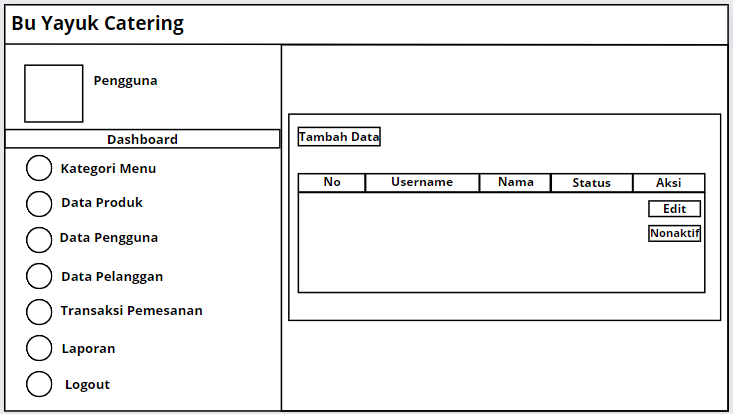 Bu Yayuk Catering
Pengguna
Dashboard
Kategori Menu
Data Produk
Data Pengguna
Data Pelanggan
Transaksi Pemesanan
Laporan
Logout
Tambah Data
No Username Nama Status Aksi
Edit
Nonaktif